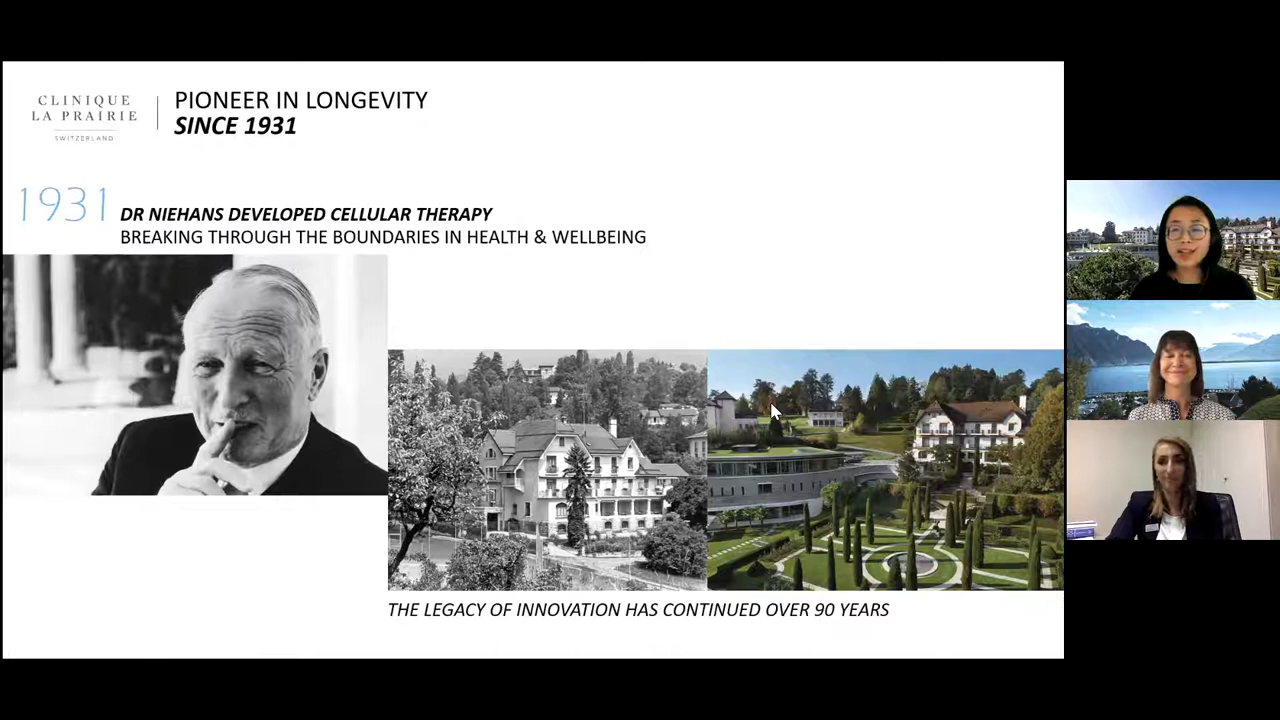 CLINIQUE
LA PRAIRIE
SWITZERLAND
PIONEER IN LONGEVITY
SINCE 1931
1931
DR NIEHANS DEVELOPED CELLULAR THERAPY
BREAKING THROUGH THE BOUNDARIES IN HEALTH & WELLBEING
THE LEGACY OF INNOVATION HAS CONTINUED OVER 90 YEARS